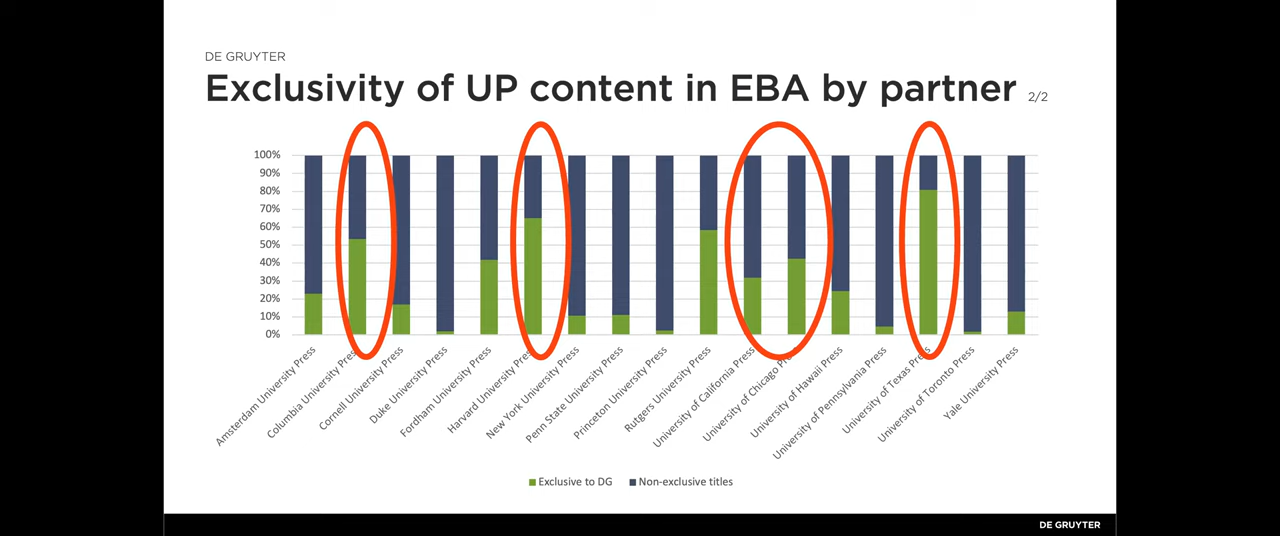 DE GRUYTER
Exclusivity of UP content in EBA by partner 2/2
100%
90%
80%
70%
60%
50%
40%
30%
20%
10%
0%
Amsterdam University Press
Columbia University Press
Cornell University Press
Duke University Press
Fordham University Press
Harvard University Press
New York University Press
Penn State University Press
Princeton University Press
Rutgers University Press
University of California Press
University of Chicago Press
University of Hawaii Press
University of Pennsylvania Press
University of Texas Press
University of Toronto Press
Yale University Press
Exclusive to DG
Non-exclusive titles
DE GRUYTER